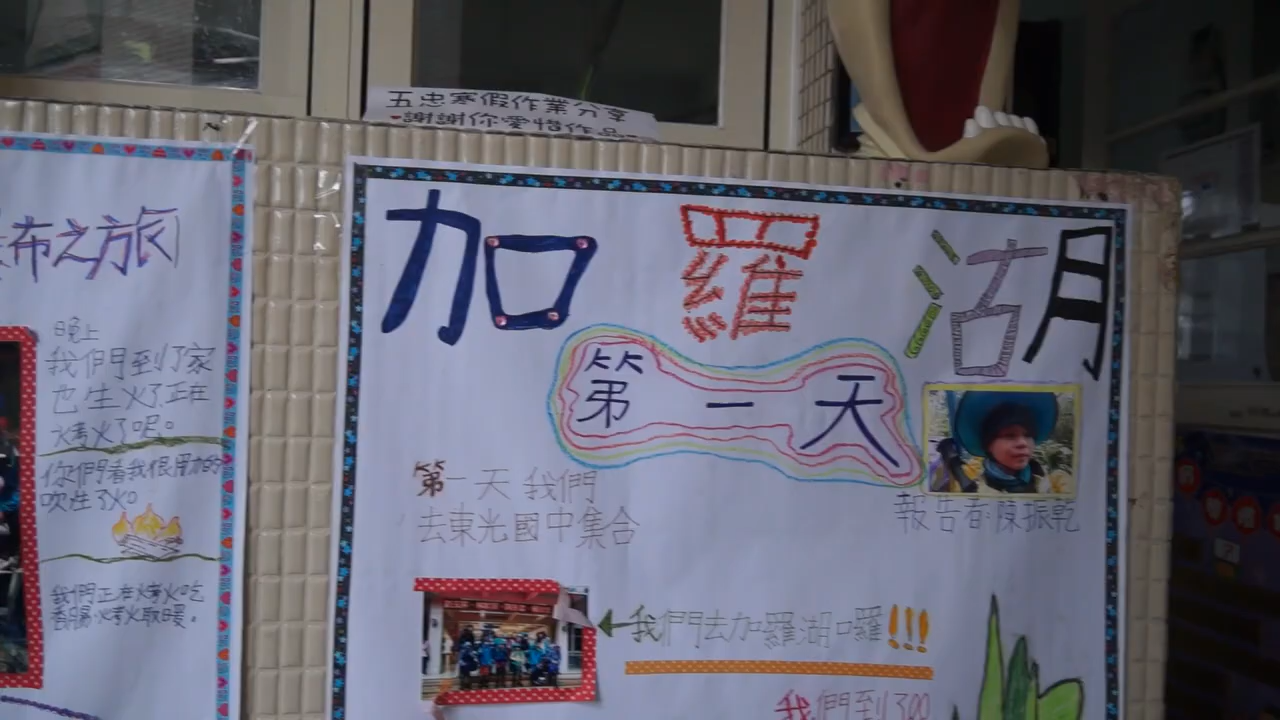 五忠寒假作業分享
-謝謝你愛惜作品-
布之旅
晚上
我們到了家
也生火了正在
烤火了呢。
你們看我很用力的
吹生了火。
我們正在烤火吃
香腸烤火取暖。
加羅湖
第一天
第一天我們
去東光國中集合
報告者:陳振乾
←我們去加羅湖囉!!!
我們到了